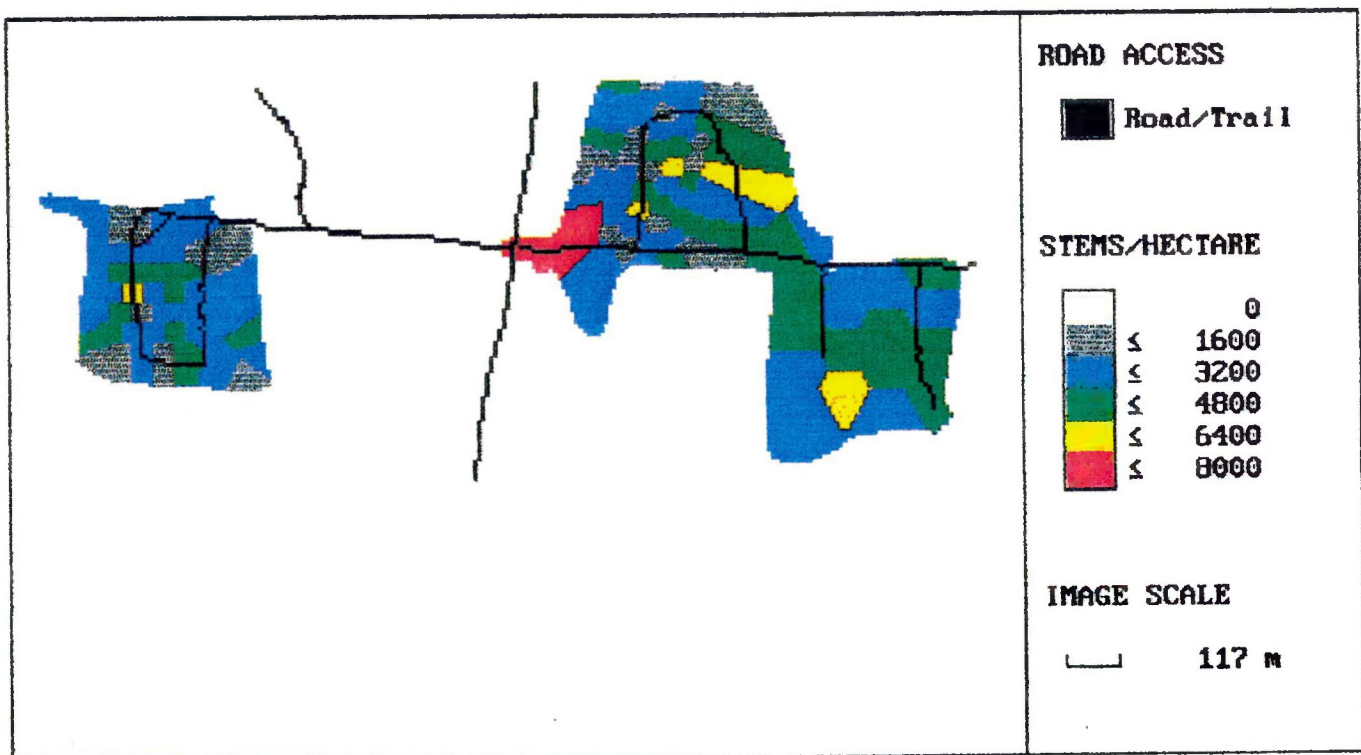 ROAD ACCESS
Road/Trail
STEMS/HECTARE
0
≤ 1600
≤ 3200
≤ 4800
≤ 6400
≤ 8000
IMAGE SCALE
117 m